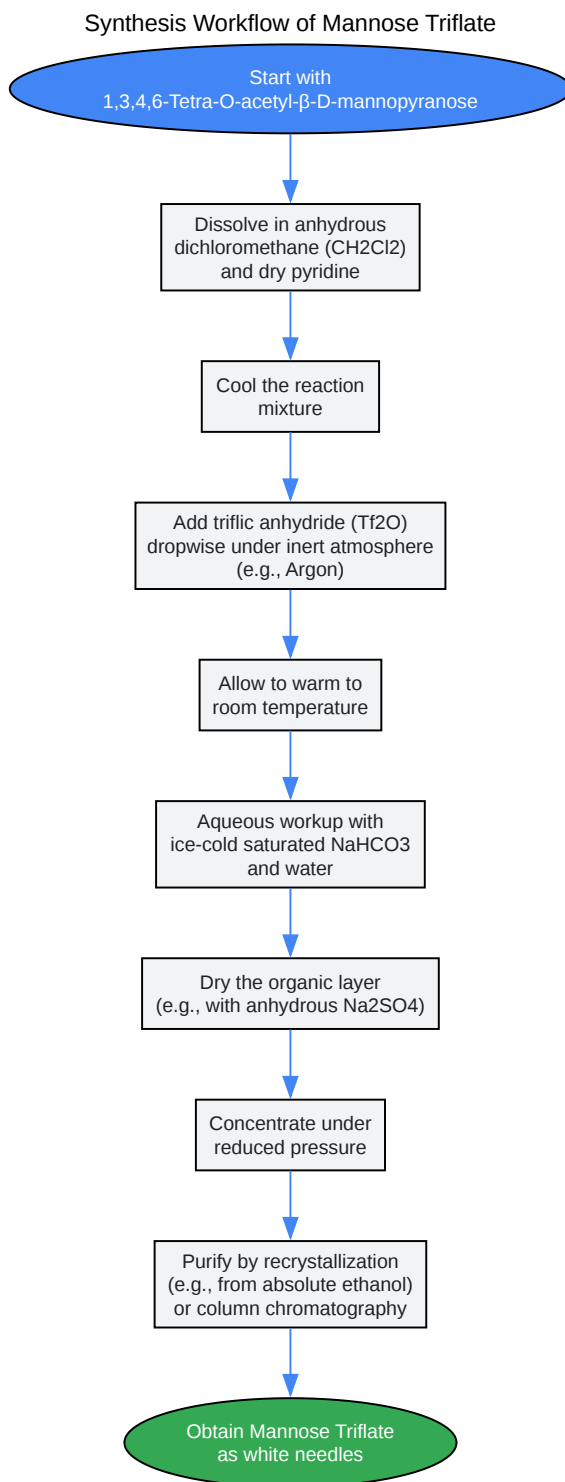 Synthesis Workflow of Mannose Triflate
Start with
1,3,4,6-Tetra-O-acetyl-β-D-mannopyranose
Dissolve in anhydrous
dichloromethane (CH2Cl2)
and dry pyridine
Cool the reaction
mixture
Add triflic anhydride (Tf2O)
dropwise under inert atmosphere
(e.g., Argon)
Allow to warm to
room temperature
Aqueous workup with
ice-cold saturated NaHCO3
and water
Dry the organic layer
(e.g., with anhydrous Na2SO4)
Concentrate under
reduced pressure
Purify by recrystallization
(e.g., from absolute ethanol)
or column chromatography
Obtain Mannose Triflate
as white needles